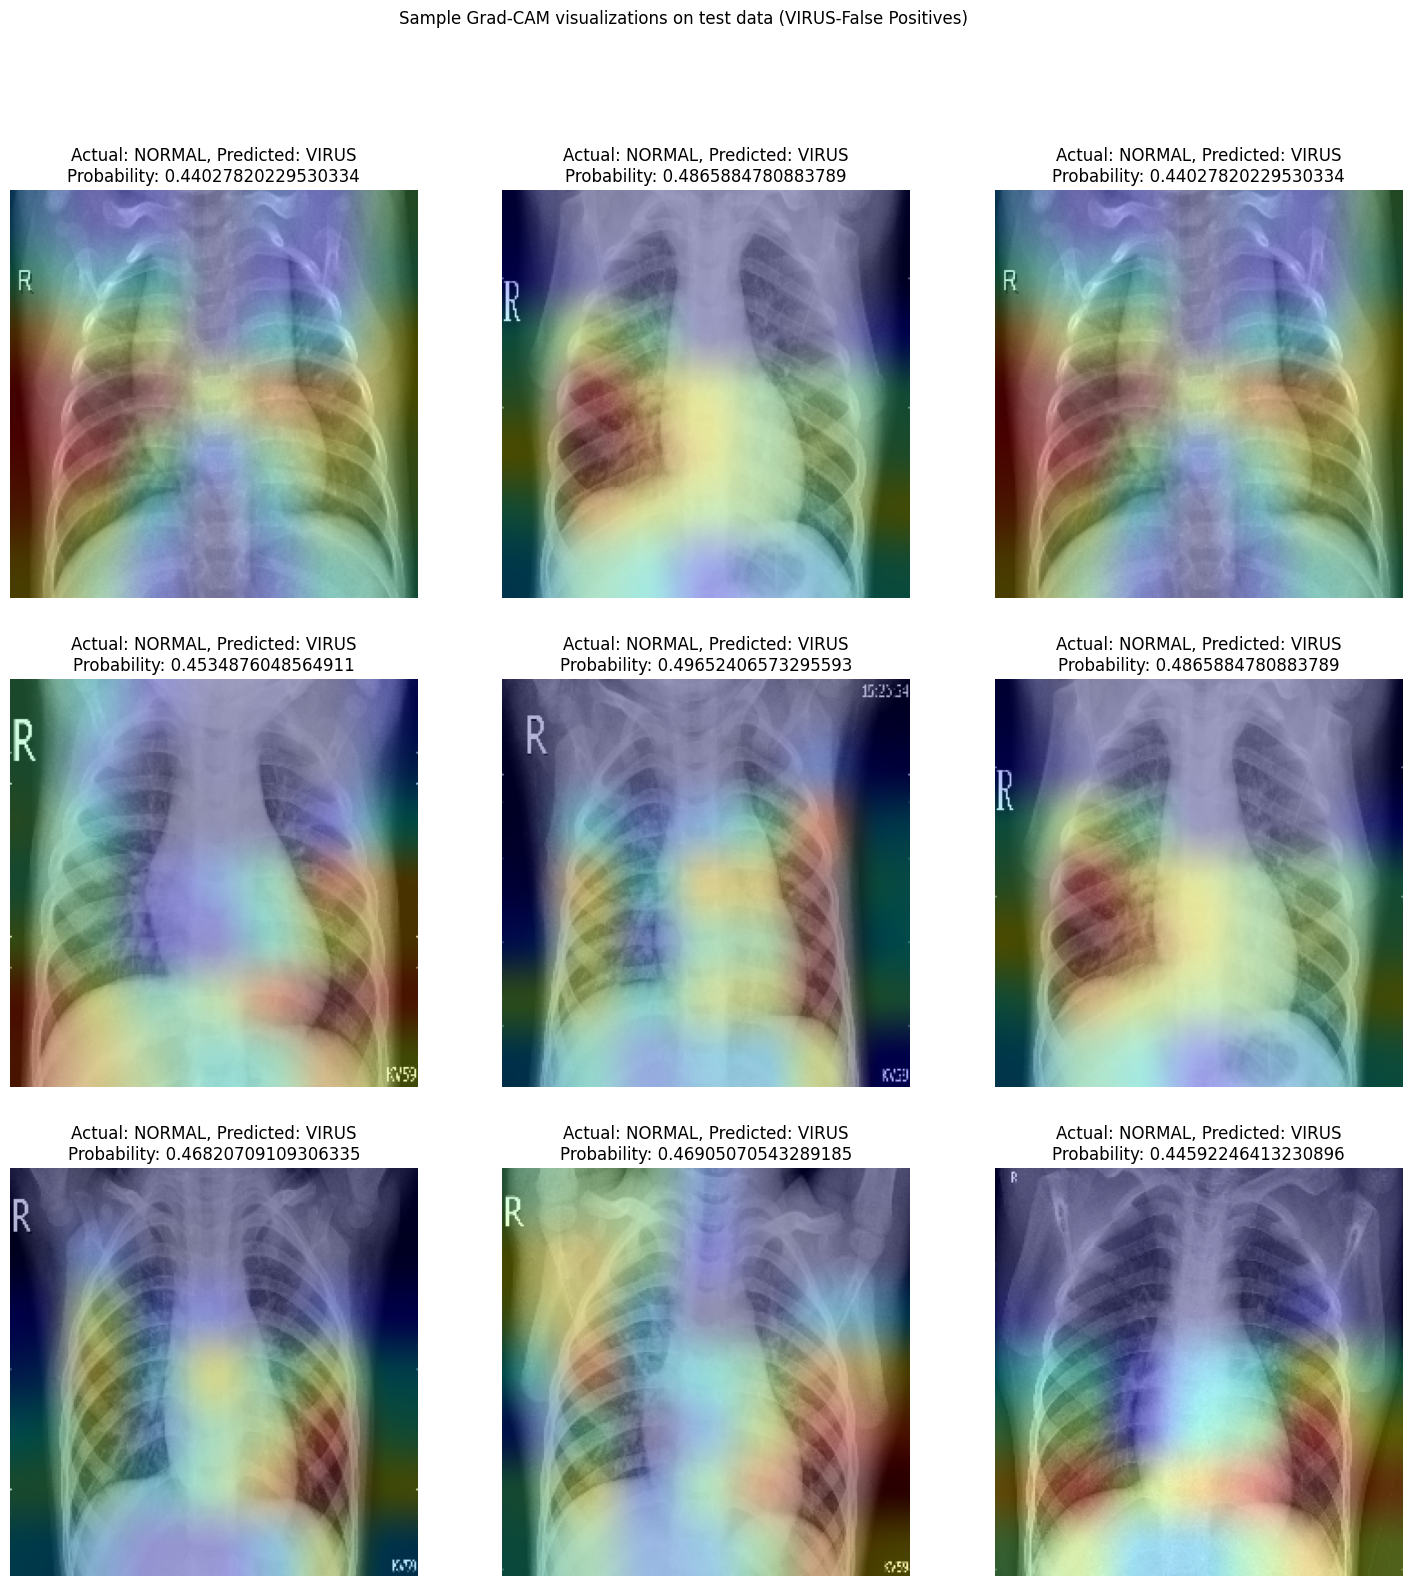 Sample Grad-CAM visualizations on test data (VIRUS-False Positives)
Actual: NORMAL, Predicted: VIRUS
Probability: 0.44027820229530334
R
Actual: NORMAL, Predicted: VIRUS
Probability: 0.4865884780883789
R
Actual: NORMAL, Predicted: VIRUS
Probability: 0.44027820229530334
R
Actual: NORMAL, Predicted: VIRUS
Probability: 0.4534876048564911
R
KV59
Actual: NORMAL, Predicted: VIRUS
Probability: 0.49652406573295593
R
Actual: NORMAL, Predicted: VIRUS
Probability: 0.4865884780883789
R
Actual: NORMAL, Predicted: VIRUS
Probability: 0.46820709109306335
R
Actual: NORMAL, Predicted: VIRUS
Probability: 0.46905070543289185
R
KV59
Actual: NORMAL, Predicted: VIRUS
Probability: 0.44592246413230896
R